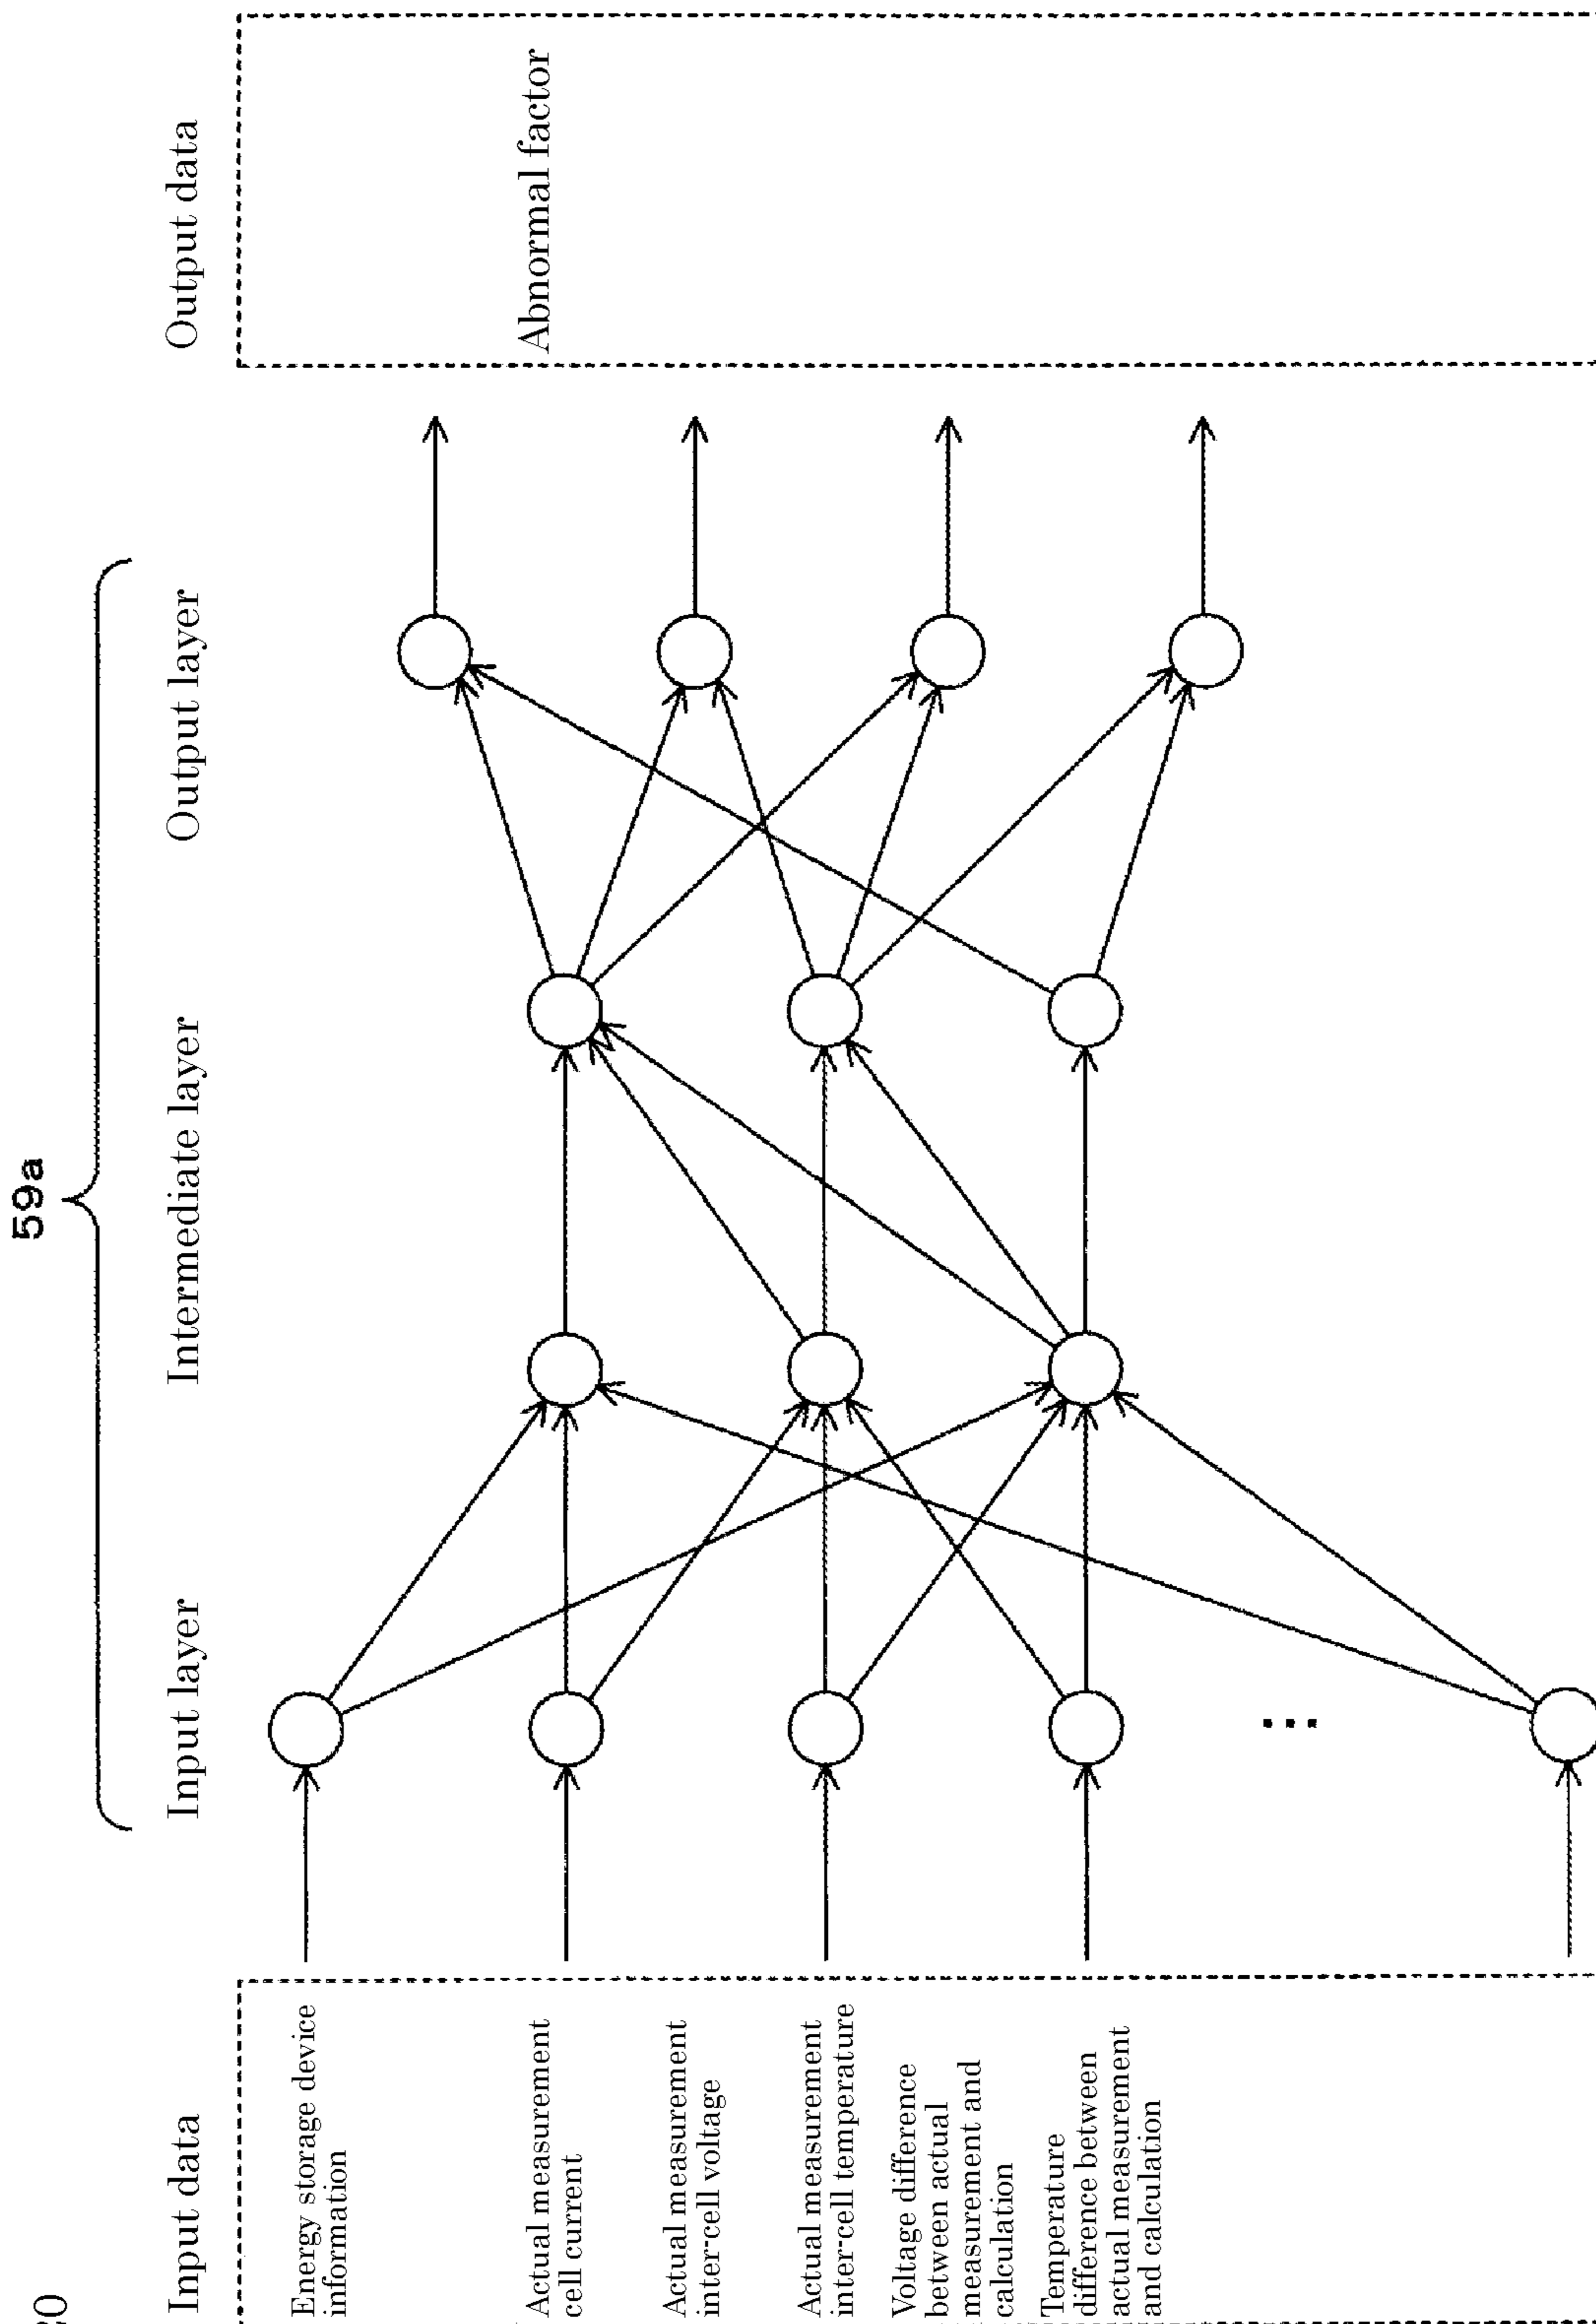 59a
Input data
Input layer
Intermediate layer
Output layer
Output data
Energy storage device
information
Actual measurement
cell current
Actual measurement
inter-cell voltage
Actual measurement
inter-cell temperature
Voltage difference
between actual
measurement and
calculation
Temperature
difference between
actual measurement
and calculation
...
Abnormal factor